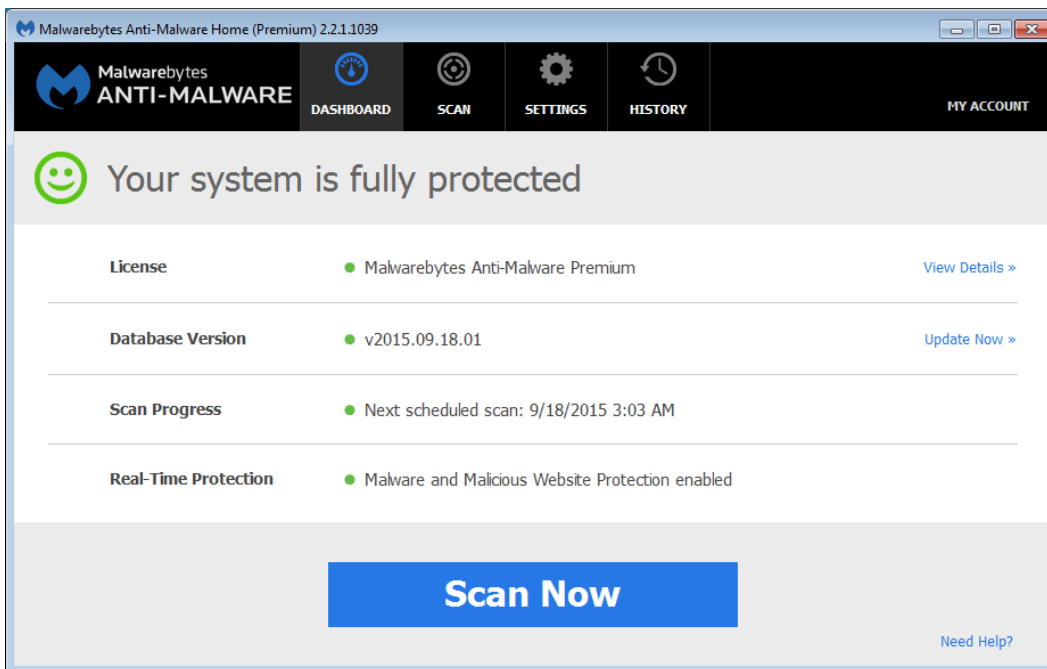 Malwarebytes Anti-Malware Home (Premium) 2.2.1.1039
Malwarebytes
ANTI-MALWARE
DASHBOARD
SCAN
SETTINGS
HISTORY
MY ACCOUNT
Your system is fully protected
License
Malwarebytes Anti-Malware Premium
View Details »
Database Version
v2015.09.18.01
Update Now »
Scan Progress
Next scheduled scan: 9/18/2015 3:03 AM
Real-Time Protection
Malware and Malicious Website Protection enabled
Scan Now
Need Help?